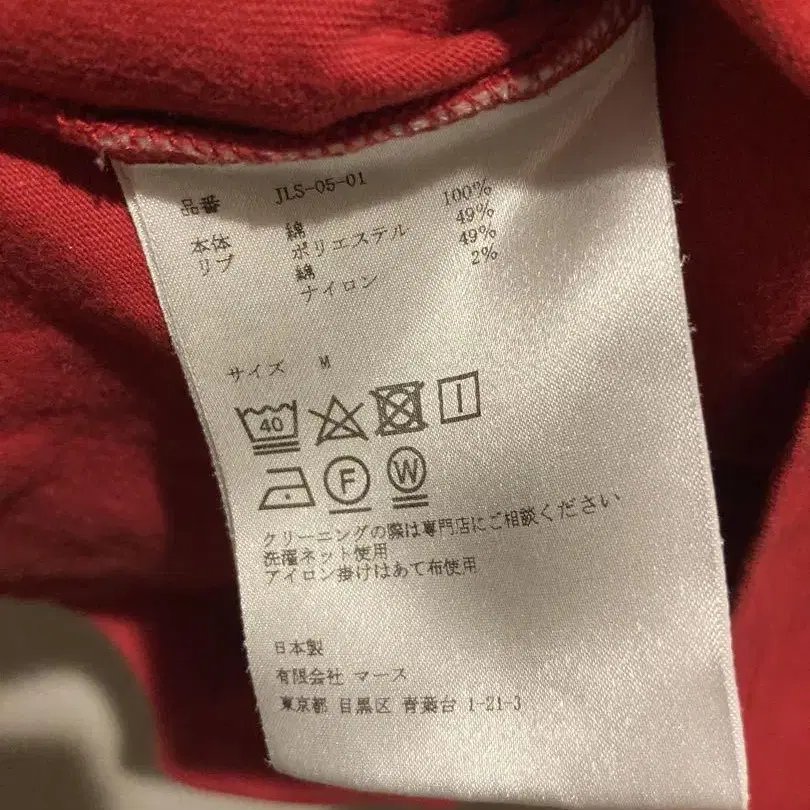 品番 JLS-05-01
本体 綿 100%
リブ ポリエステル 49%
綿 49%
ナイロン 2%
サイズ M
40
F W
クリーニングの際は専門店にご相談ください
洗濯ネット使用
アイロン掛けはあて布使用
日本製
有限会社 マース
東京都 目黒区 青葉台 1-21-3